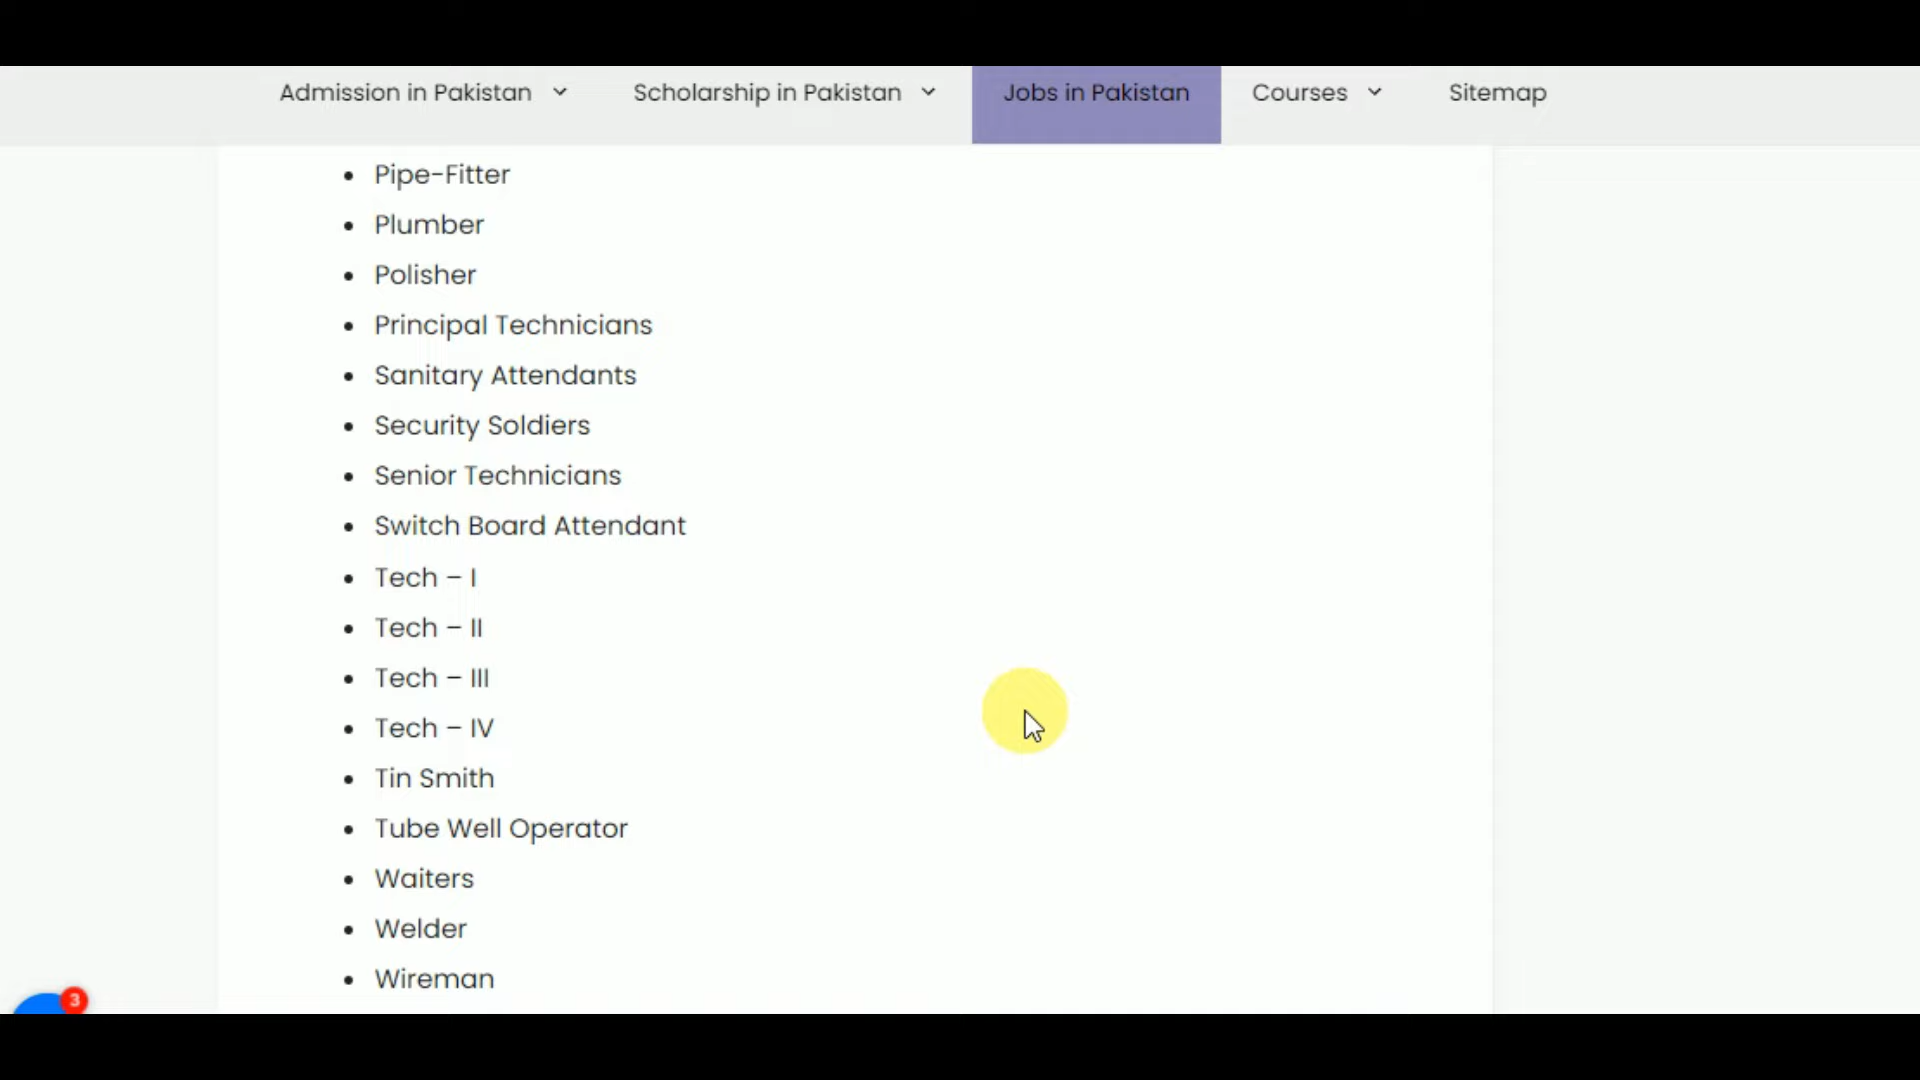 Admission in Pakistan Scholarship in Pakistan Jobs in Pakistan Courses Sitemap
Pipe-Fitter
Plumber
Polisher
Principal Technicians
Sanitary Attendants
Security Soldiers
Senior Technicians
Switch Board Attendant
Tech – I
Tech – II
Tech – III
Tech – IV
Tin Smith
Tube Well Operator
Waiters
Welder
Wireman
3